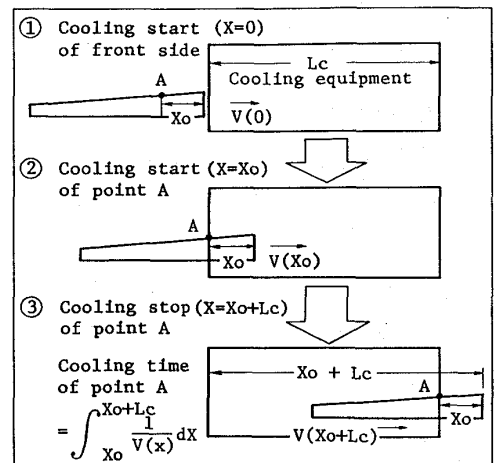 ① Cooling start (X=0)
of front side
Lc
Cooling equipment
A
Xo
V(0)
② Cooling start (X=Xo)
of point A
A
Xo
V(Xo)
③ Cooling stop (X=Xo+Lc)
of point A
Cooling time
of point A
= ∫ Xo Xo+Lc 1/V(x) dX
Xo + Lc
A
Xo
V(Xo+Lc)